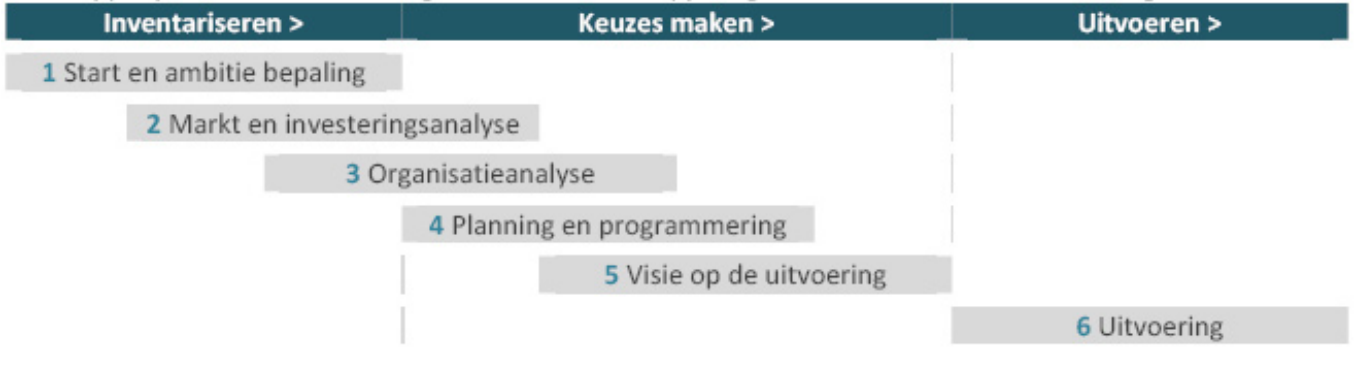 Inventariseren > Keuzes maken > Uitvoeren >
1 Start en ambitie bepaling
2 Markt en investeringsanalyse
3 Organisatieanalyse
4 Planning en programmering
5 Visie op de uitvoering
6 Uitvoering